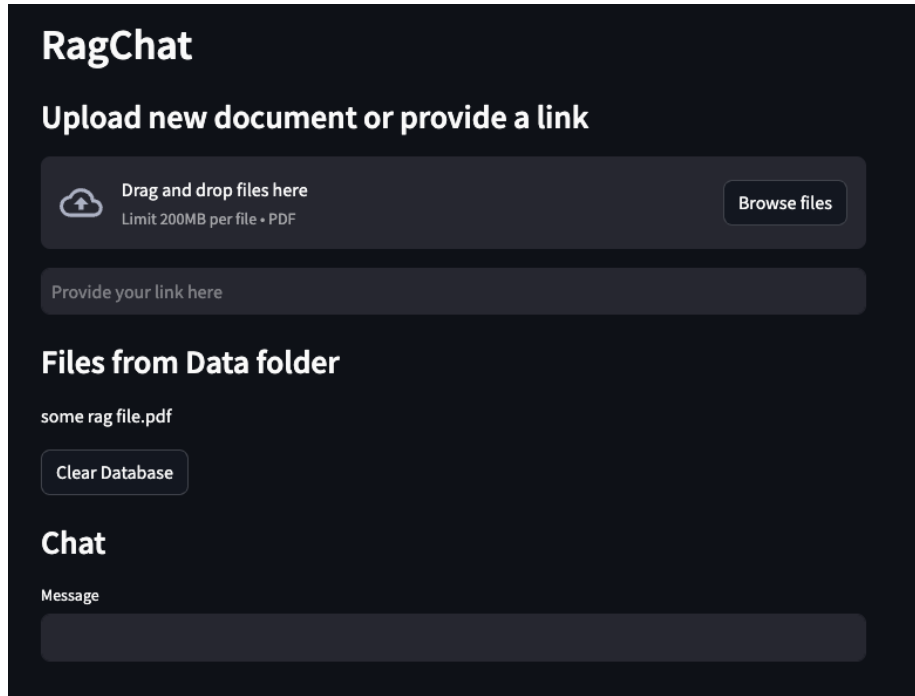 RagChat
Upload new document or provide a link
Drag and drop files here
Limit 200MB per file • PDF
Browse files
Provide your link here
Files from Data folder
some rag file.pdf
Clear Database
Chat
Message